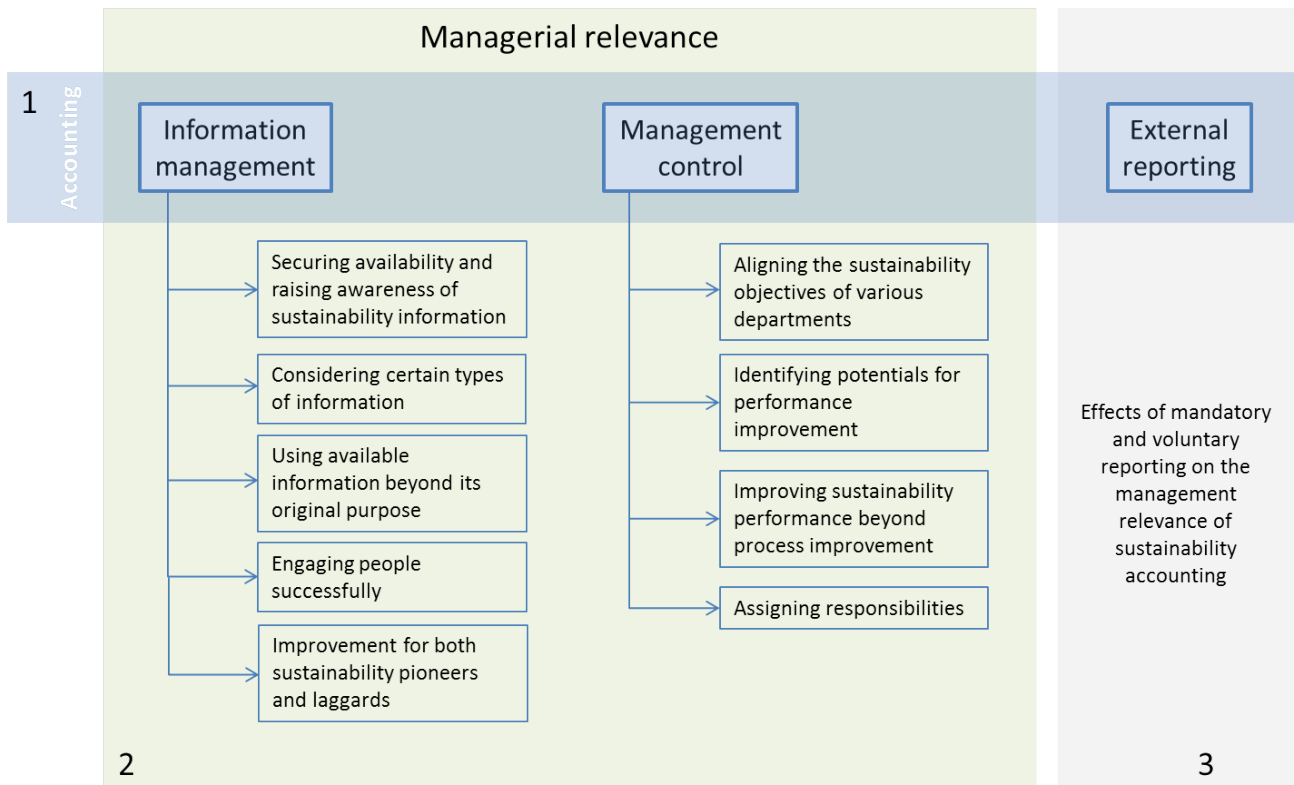 Managerial relevance
1
Accounting
Information
management
Management
control
External
reporting
Securing availability and
raising awareness of
sustainability information
Considering certain types
of information
Using available
information beyond its
original purpose
Engaging people
successfully
Improvement for both
sustainability pioneers
and laggards
Aligning the sustainability
objectives of various
departments
Identifying potentials for
performance
improvement
Improving sustainability
performance beyond
process improvement
Assigning responsibilities
Effects of mandatory
and voluntary
reporting on the
management
relevance of
sustainability
accounting
2
3